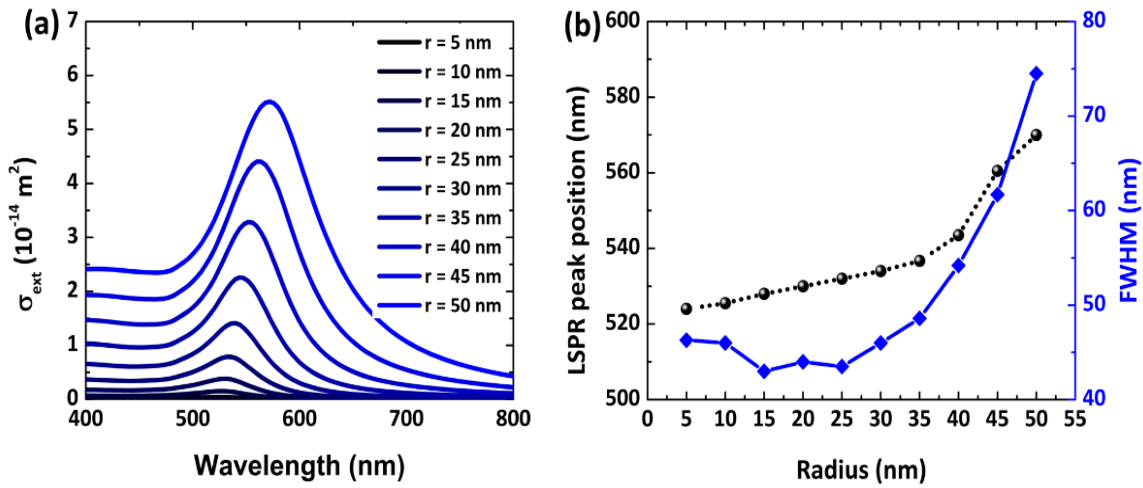 (a)
7
6
5
4
3
2
1
0
σext (10-14 m2)
400 500 600 700 800
Wavelength (nm)
r = 5 nm
r = 10 nm
r = 15 nm
r = 20 nm
r = 25 nm
r = 30 nm
r = 35 nm
r = 40 nm
r = 45 nm
r = 50 nm
(b)
600
580
560
540
520
500
LSPR peak position (nm)
0 5 10 15 20 25 30 35 40 45 50 55
Radius (nm)
80
70
60
50
40
FWHM (nm)